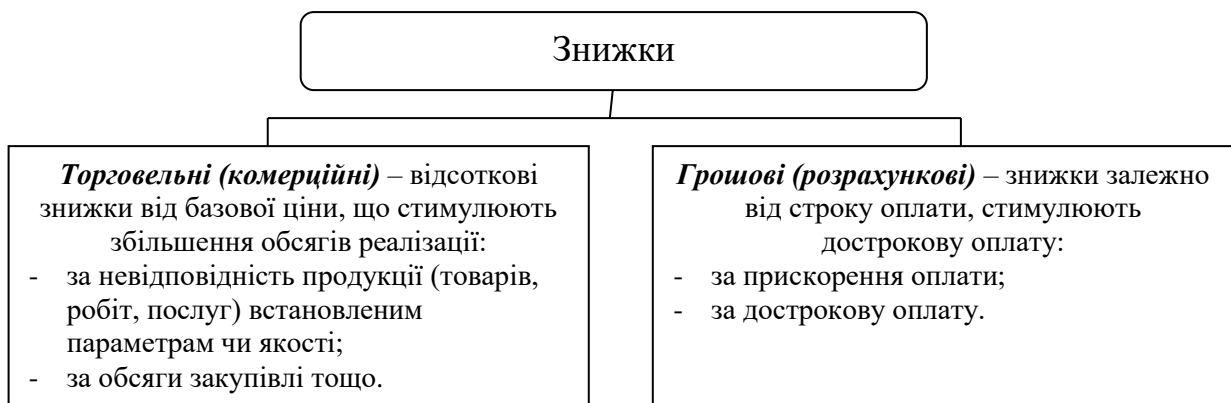 Знижки
Торговельні (комерційні) – відсоткові
знижки від базової ціни, що стимулюють
збільшення обсягів реалізації:
- за невідповідність продукції (товарів,
робіт, послуг) встановленим
параметрам чи якості;
- за обсяги закупівлі тощо.
Грошові (розрахункові) – знижки залежно
від строку оплати, стимулюють
дострокову оплату:
- за прискорення оплати;
- за дострокову оплату.